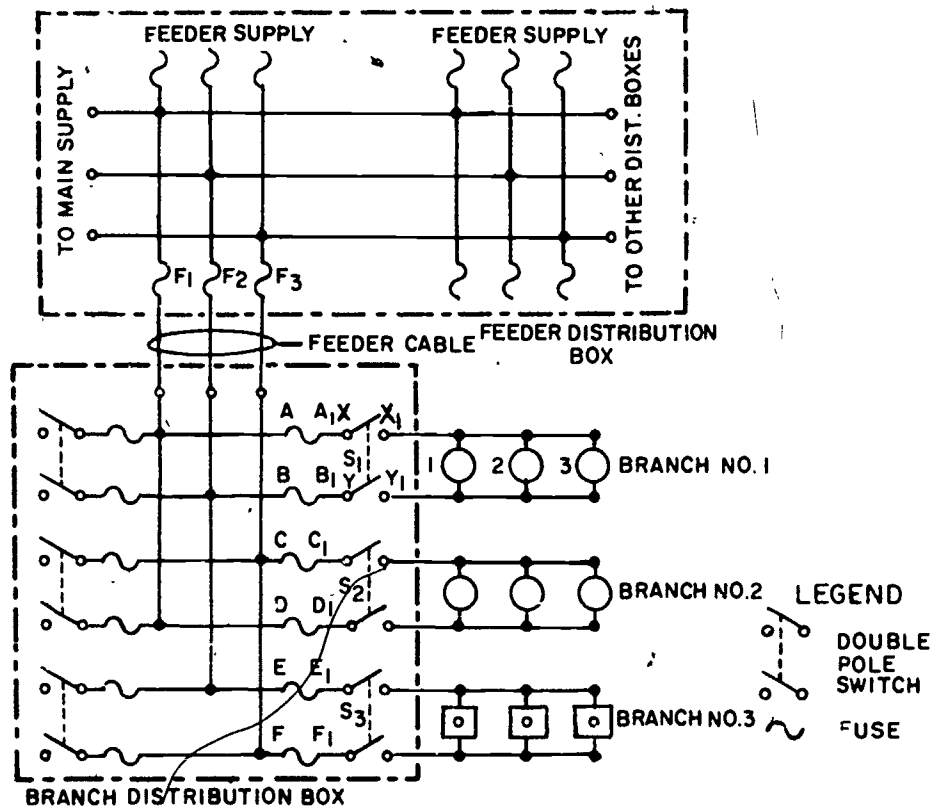 FEEDER SUPPLY
FEEDER SUPPLY
TO MAIN SUPPLY
TO OTHER DIST. BOXES
F1 F2 F3
FEEDER CABLE
FEEDER DISTRIBUTION
BOX
A A1 X X1
S1
1 2 3 BRANCH NO. 1
B B1 Y Y1
C C1
S2
BRANCH NO. 2
D1
LEGEND
DOUBLE
POLE
SWITCH
E E1
S3
BRANCH NO. 3
F F1
FUSE
BRANCH DISTRIBUTION BOX